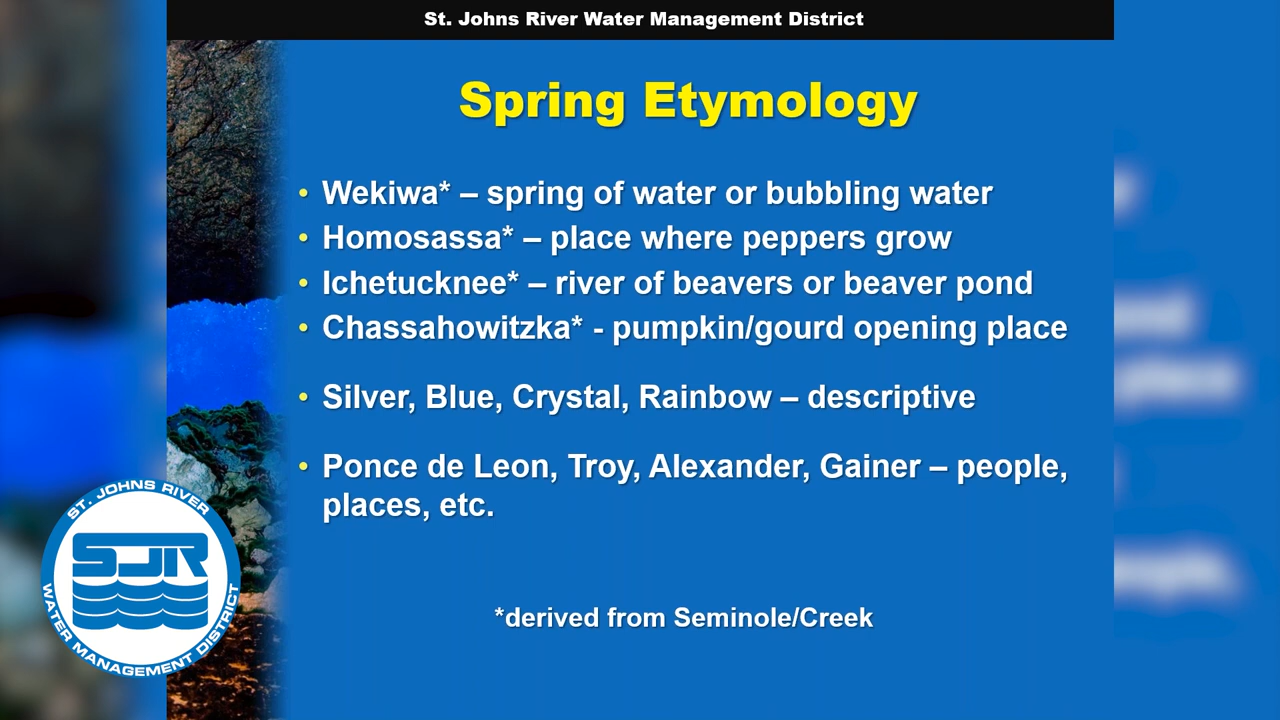 St. Johns River Water Management District
Spring Etymology
• Wekiwa* – spring of water or bubbling water
• Homosassa* – place where peppers grow
• Ichetucknee* – river of beavers or beaver pond
• Chassahowitzka* - pumpkin/gourd opening place
• Silver, Blue, Crystal, Rainbow – descriptive
• Ponce de Leon, Troy, Alexander, Gainer – people,
places, etc.
*derived from Seminole/Creek
ST. JOHNS RIVER
SJR
WATER MANAGEMENT DISTRICT